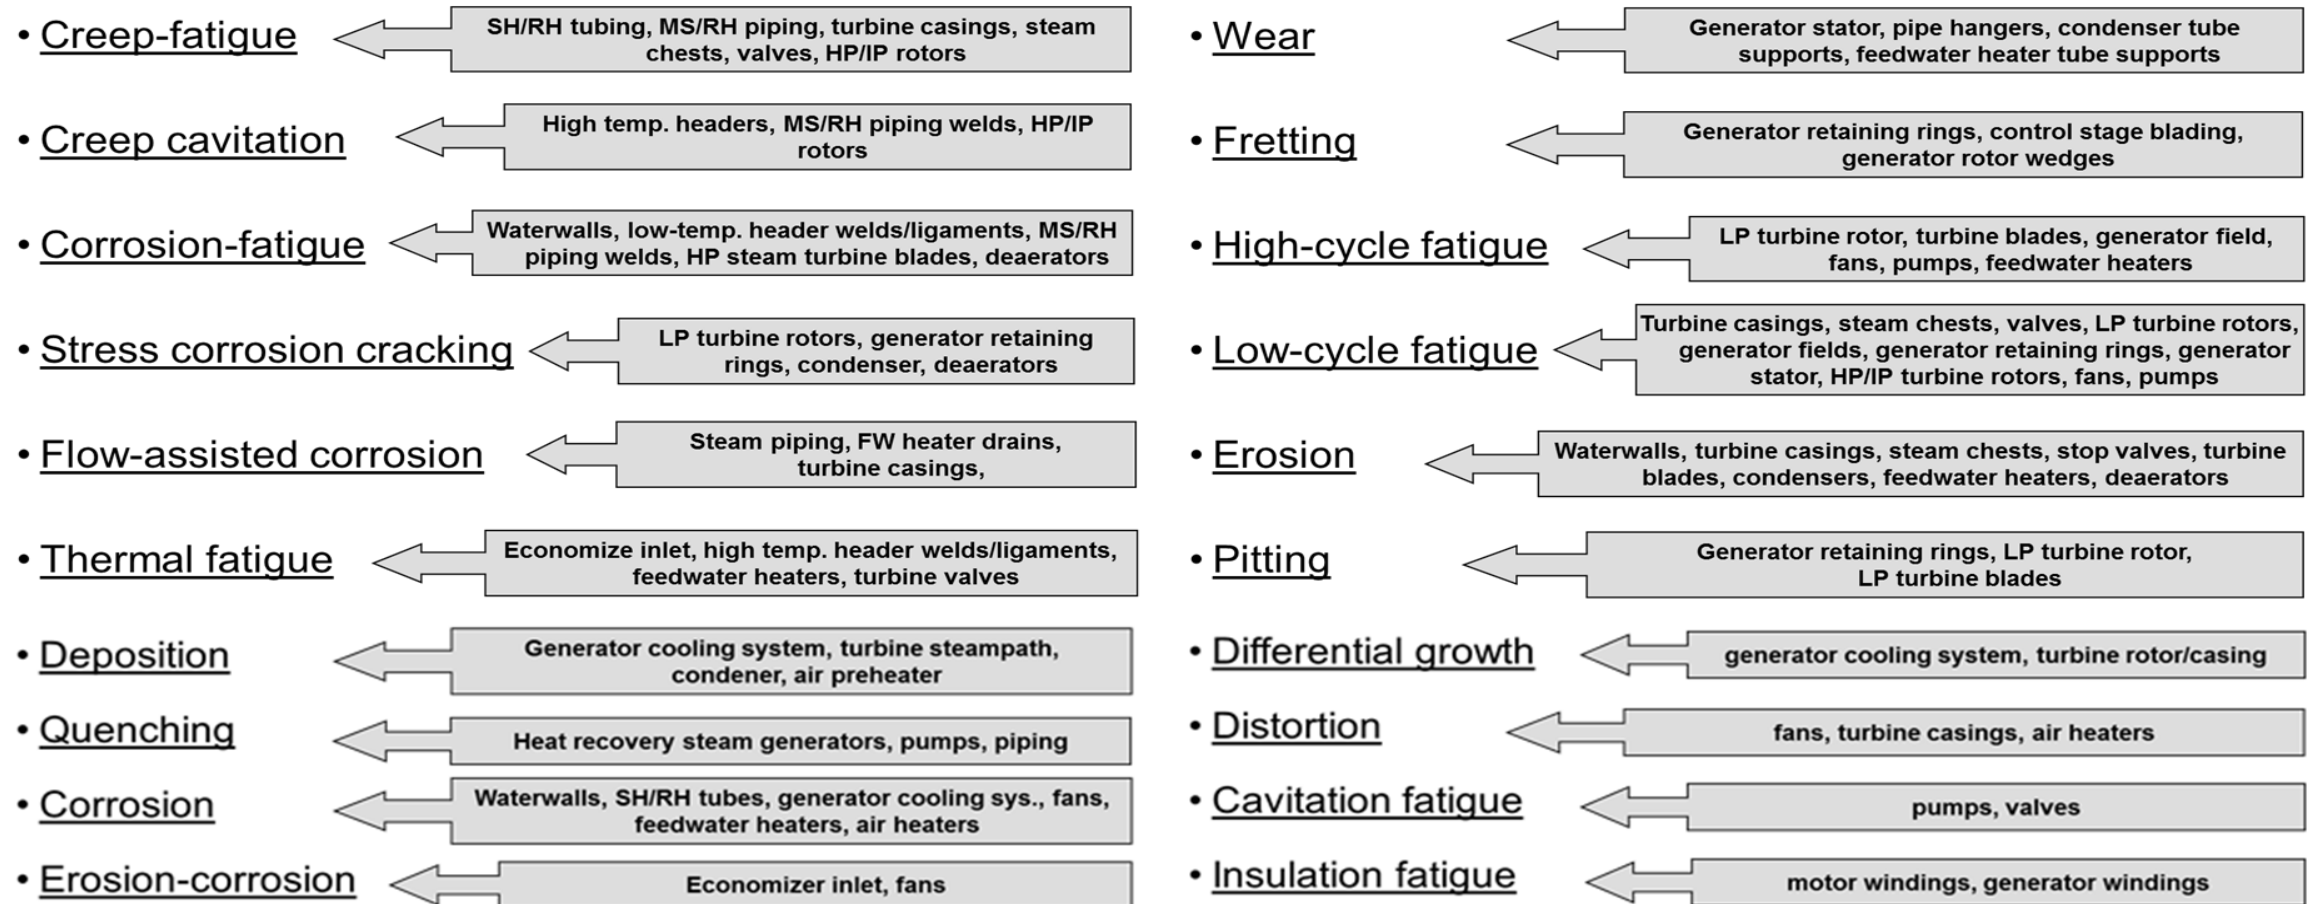 • Creep-fatigue
SH/RH tubing, MS/RH piping, turbine casings, steam
chests, valves, HP/IP rotors
• Creep cavitation
High temp. headers, MS/RH piping welds, HP/IP
rotors
• Corrosion-fatigue
Waterwalls, low-temp. header welds/ligaments, MS/RH
piping welds, HP steam turbine blades, deaerators
• Stress corrosion cracking
LP turbine rotors, generator retaining
rings, condenser, deaerators
• Flow-assisted corrosion
Steam piping, FW heater drains,
turbine casings,
• Thermal fatigue
Economize inlet, high temp. header welds/ligaments,
feedwater heaters, turbine valves
• Deposition
Generator cooling system, turbine steampath,
condener, air preheater
• Quenching
Heat recovery steam generators, pumps, piping
• Corrosion
Waterwalls, SH/RH tubes, generator cooling sys., fans,
feedwater heaters, air heaters
• Erosion-corrosion
Economizer inlet, fans
• Wear
Generator stator, pipe hangers, condenser tube
supports, feedwater heater tube supports
• Fretting
Generator retaining rings, control stage blading,
generator rotor wedges
• High-cycle fatigue
LP turbine rotor, turbine blades, generator field,
fans, pumps, feedwater heaters
• Low-cycle fatigue
Turbine casings, steam chests, valves, LP turbine rotors,
generator fields, generator retaining rings, generator
stator, HP/IP turbine rotors, fans, pumps
• Erosion
Waterwalls, turbine casings, steam chests, stop valves, turbine
blades, condensers, feedwater heaters, deaerators
• Pitting
Generator retaining rings, LP turbine rotor,
LP turbine blades
• Differential growth
generator cooling system, turbine rotor/casing
• Distortion
fans, turbine casings, air heaters
• Cavitation fatigue
pumps, valves
• Insulation fatigue
motor windings, generator windings